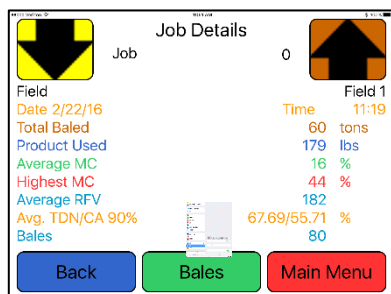 Job Details
Job 0
Field Field 1
Date 2/22/16 Time 11:19
Total Baled 60 tons
Product Used 179 lbs
Average MC 16 %
Highest MC 44 %
Average RFV 182
Avg. TDN/CA 90% 67.69/55.71 %
Bales 80
Back Bales Main Menu